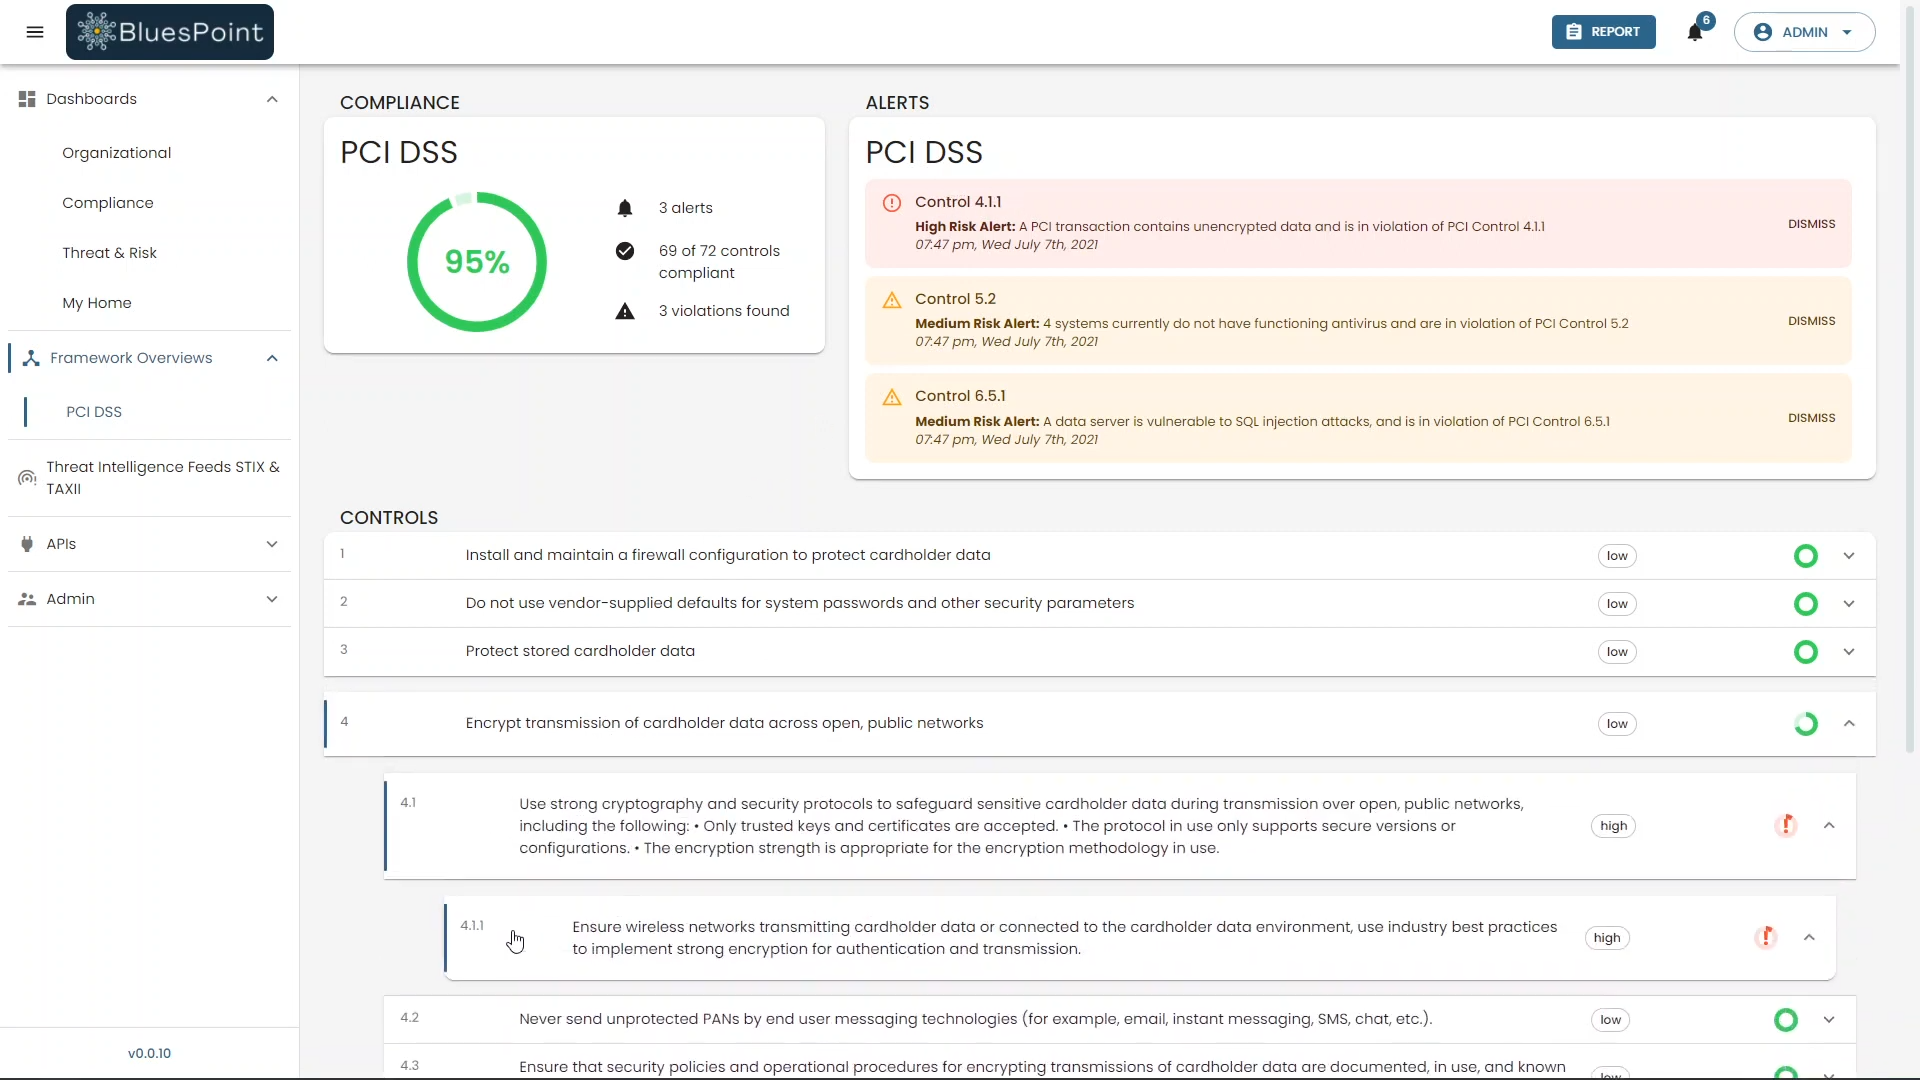 BluesPoint
REPORT
6
ADMIN
Dashboards
Organizational
Compliance
Threat & Risk
My Home
Framework Overviews
PCI DSS
Threat Intelligence Feeds STIX &
TAXII
APIs
Admin
v0.0.10
COMPLIANCE
PCI DSS
95%
3 alerts
69 of 72 controls
compliant
3 violations found
ALERTS
PCI DSS
Control 4.1.1
High Risk Alert: A PCI transaction contains unencrypted data and is in violation of PCI Control 4.1.1
07:47 pm, Wed July 7th, 2021
DISMISS
Control 5.2
Medium Risk Alert: 4 systems currently do not have functioning antivirus and are in violation of PCI Control 5.2
07:47 pm, Wed July 7th, 2021
DISMISS
Control 6.5.1
Medium Risk Alert: A data server is vulnerable to SQL injection attacks, and is in violation of PCI Control 6.5.1
07:47 pm, Wed July 7th, 2021
DISMISS
CONTROLS
1 Install and maintain a firewall configuration to protect cardholder data low
2 Do not use vendor-supplied defaults for system passwords and other security parameters low
3 Protect stored cardholder data low
4 Encrypt transmission of cardholder data across open, public networks low
4.1 Use strong cryptography and security protocols to safeguard sensitive cardholder data during transmission over open, public networks,
including the following: • Only trusted keys and certificates are accepted. • The protocol in use only supports secure versions or
configurations. • The encryption strength is appropriate for the encryption methodology in use.
high
4.1.1 Ensure wireless networks transmitting cardholder data or connected to the cardholder data environment, use industry best practices
to implement strong encryption for authentication and transmission.
high
4.2 Never send unprotected PANs by end user messaging technologies (for example, email, instant messaging, SMS, chat, etc.). low
4.3 Ensure that security policies and operational procedures for encrypting transmissions of cardholder data are documented, in use, and known
low